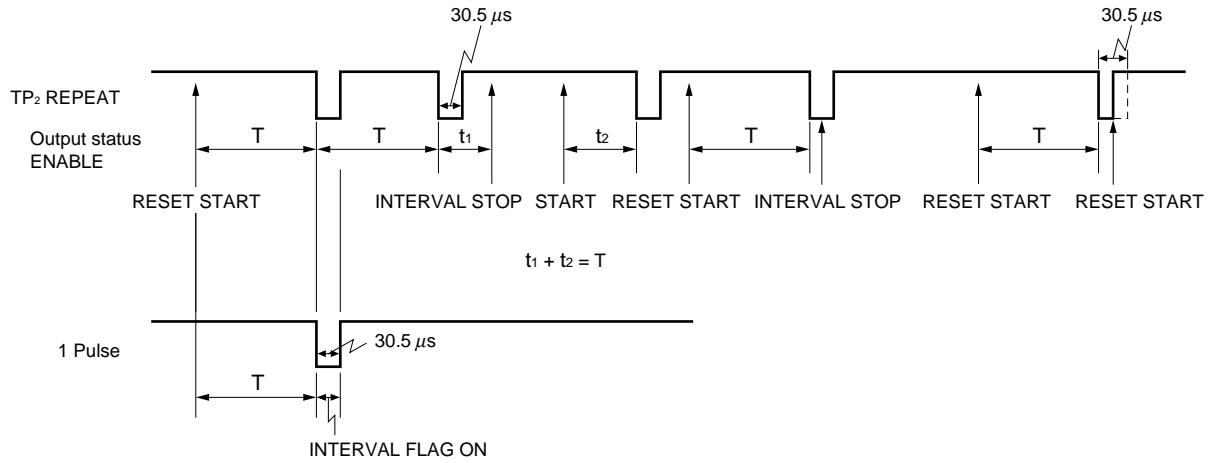 30.5 μs
30.5 μs
TP2 REPEAT
Output status
ENABLE
T
T
t1
t2
T
T
RESET START
INTERVAL STOP
START
RESET START
INTERVAL STOP
RESET START
RESET START
t1 + t2 = T
1 Pulse
30.5 μs
T
INTERVAL FLAG ON